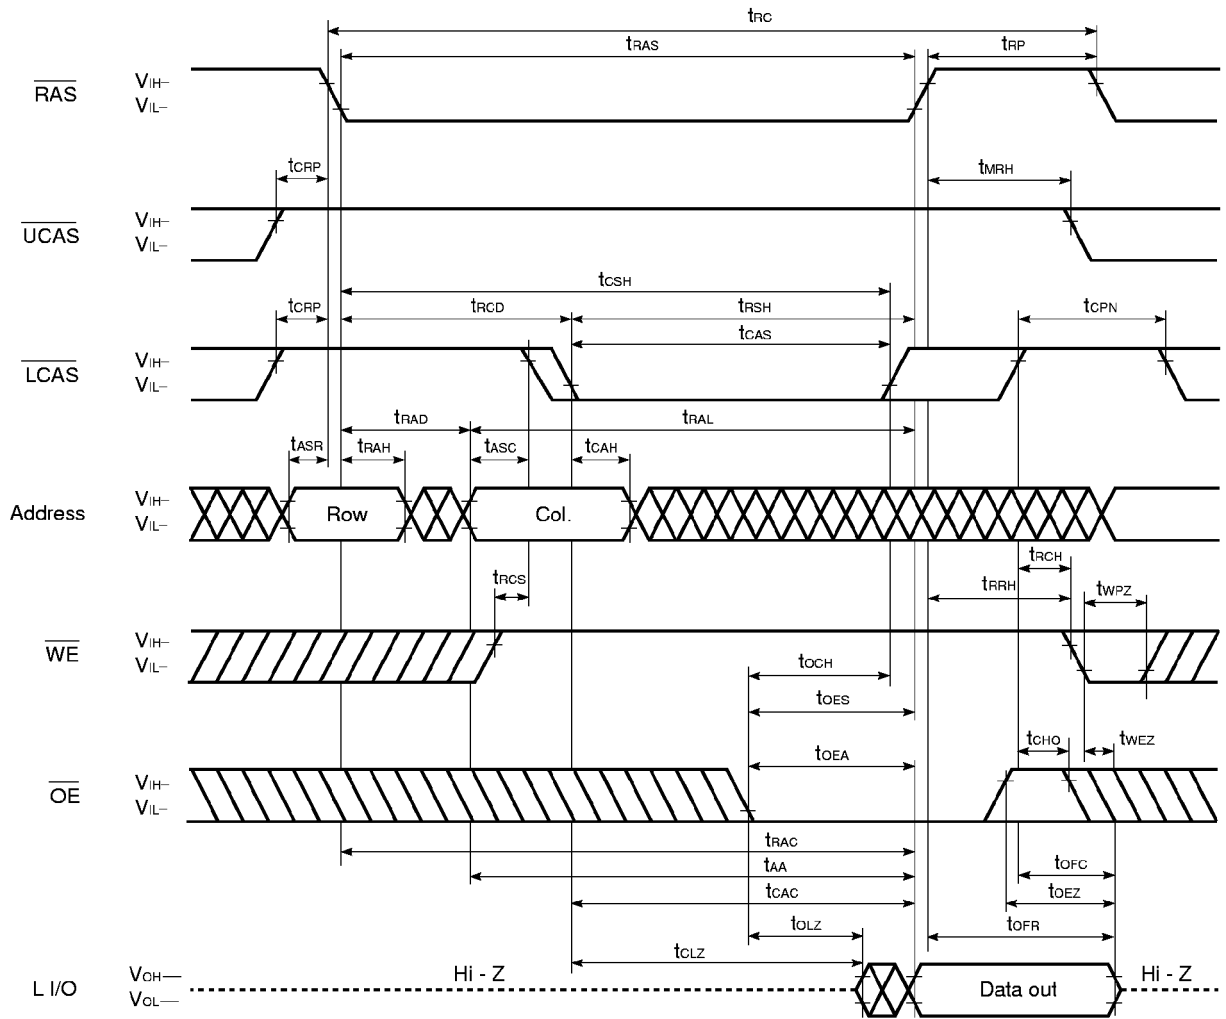 tRC
tRAS tRP
RAS VIH–
VIL–
tCRP tMRH
UCAS VIH–
VIL–
tCSH
tCRP tRCD tRSH tCPN
tCAS
LCAS VIH–
VIL–
tRAD tRAL
tASR tRAH tASC tCAH
Address VIH–
VIL–
Row Col.
tRCH
tRCS tRRH tWPZ
WE VIH–
VIL–
tOCH
tOES
tCHO tWEZ
tOEA
OE VIH–
VIL–
tRAC
tAA tOFC
tCAC tOEZ
tOLZ tOFR
tCLZ
L I/O VOH—
VOL—
Hi - Z Data out Hi - Z